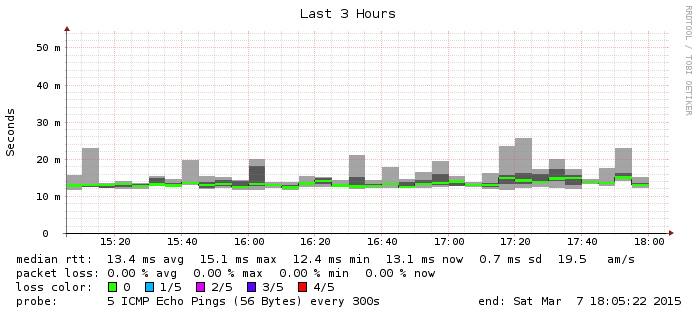 Last 3 Hours
RRDTOOL / TOBI OETIKER
Seconds
50 m
40 m
30 m
20 m
10 m
0
15:20 15:40 16:00 16:20 16:40 17:00 17:20 17:40 18:00
median rtt: 13.4 ms avg 15.1 ms max 12.4 ms min 13.1 ms now 0.7 ms sd 19.5 am/s
packet loss: 0.00 % avg 0.00 % max 0.00 % min 0.00 % now
loss color: 0 1/5 2/5 3/5 4/5
probe: 5 ICMP Echo Pings (56 Bytes) every 300s end: Sat Mar 7 18:05:22 2015